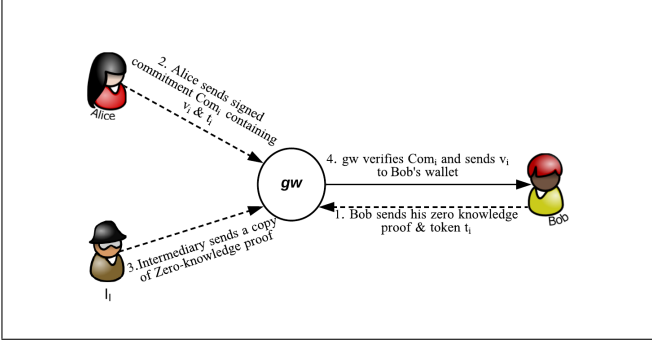 2. Alice sends signed
commitment Comi containing
vi & ti
Alice
gw
4. gw verifies Comi and sends vi
to Bob's wallet
1. Bob sends his zero knowledge
proof & token ti
Bob
3.Intermediary sends a copy
of Zero-knowledge proof
II